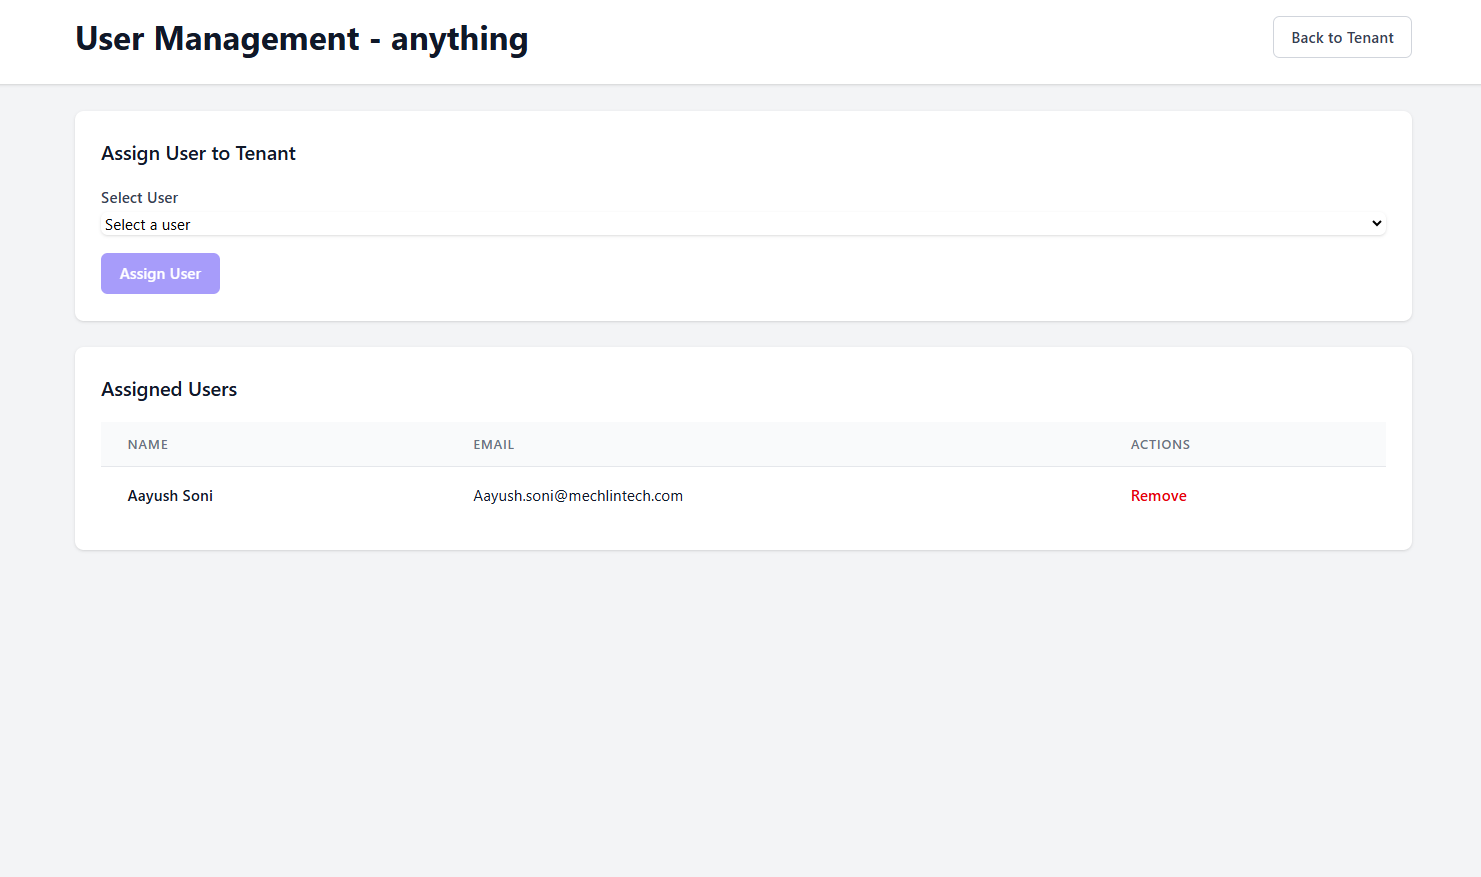 User Management - anything
Back to Tenant
Assign User to Tenant
Select User
Select a user
Assign User
Assigned Users
NAME EMAIL ACTIONS
Aayush Soni Aayush.soni@mechlintech.com Remove